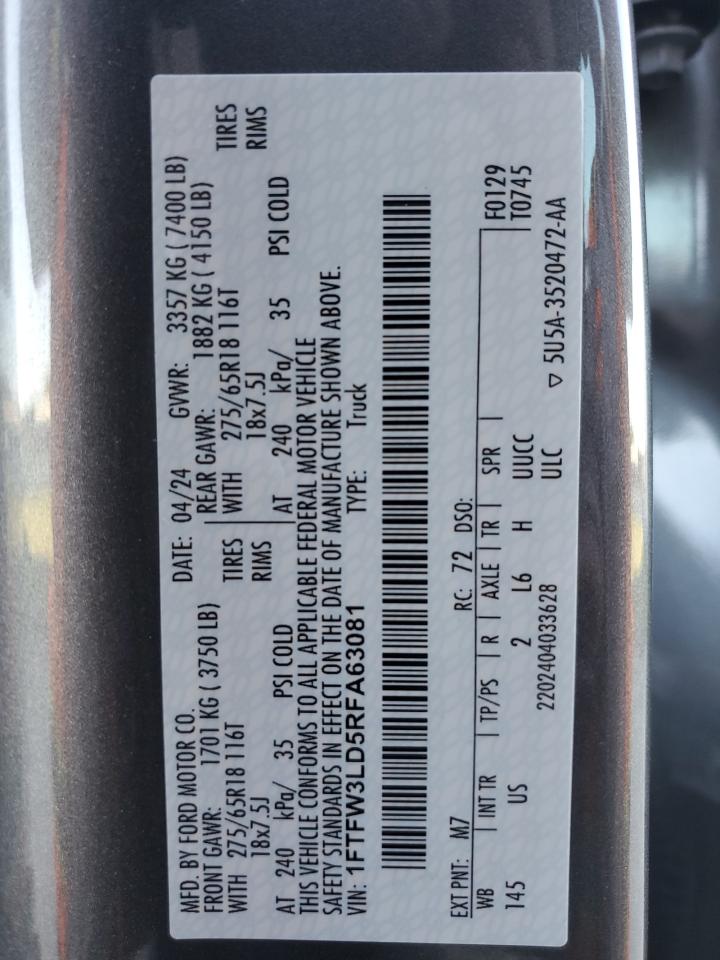 MFD. BY FORD MOTOR CO.
DATE: 04/24 GVWR: 3357 KG ( 7400 LB)
FRONT GAWR: 1701 KG ( 3750 LB)
REAR GAWR: 1882 KG ( 4150 LB)
WITH 275/65R18 116T TIRES
WITH 275/65R18 116T TIRES
18x7.5J RIMS
18x7.5J RIMS
AT 240 kPa/ 35 PSI COLD
AT 240 kPa/ 35 PSI COLD
THIS VEHICLE CONFORMS TO ALL APPLICABLE FEDERAL MOTOR VEHICLE
SAFETY STANDARDS IN EFFECT ON THE DATE OF MANUFACTURE SHOWN ABOVE.
VIN: 1FTFW3LD5RFA63081 TYPE: Truck
EXT PNT: M7 RC: 72 DSO: F0129
WB | INT TR | TP/PS | R | AXLE | TR | SPR | T0745
145 US 2 L6 H UUCC
2202404033628 ULC ▽ 5U5A-3520472-AA